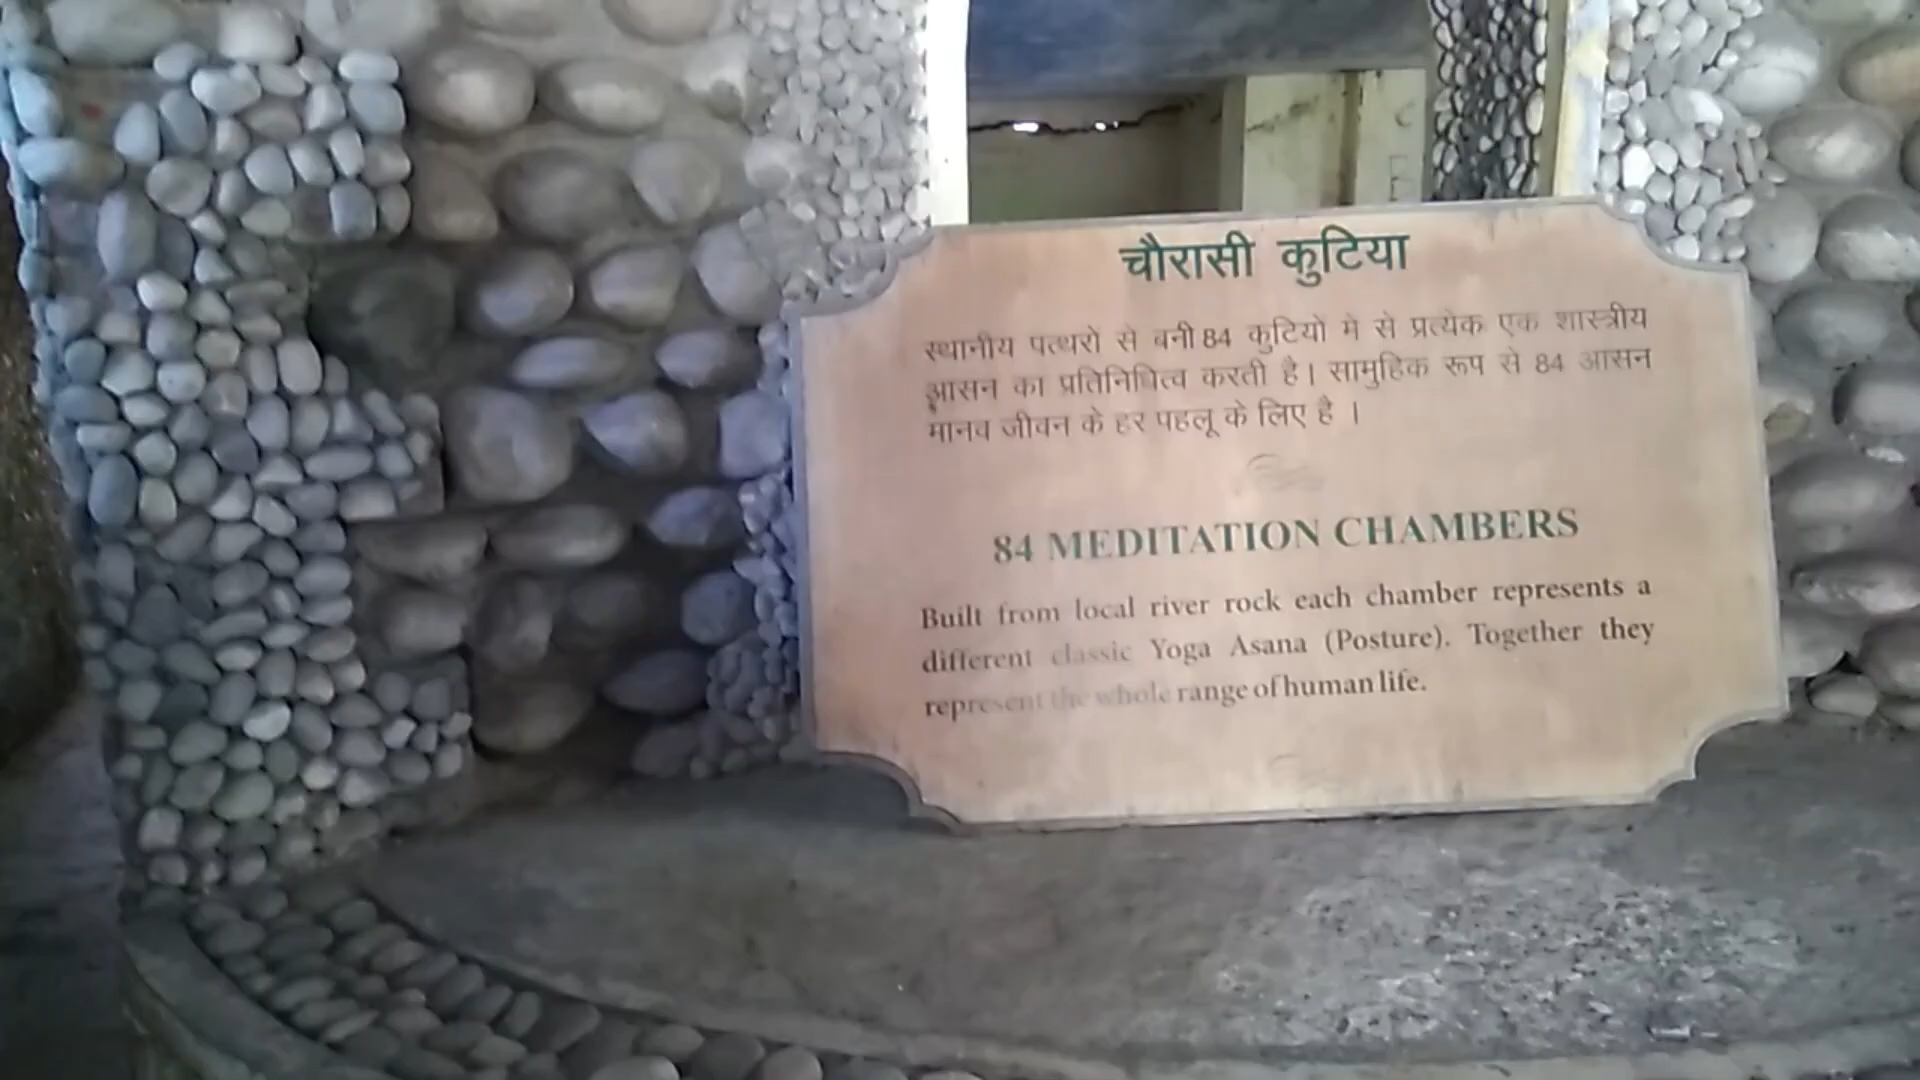 चौरासी कुटिया
स्थानीय पत्थरो से बनी 84 कुटियो मे से प्रत्येक एक शास्त्रीय
आसन का प्रतिनिधित्व करती है। सामुहिक रूप से 84 आसन
मानव जीवन के हर पहलू के लिए है ।
84 MEDITATION CHAMBERS
Built from local river rock each chamber represents a
different classic Yoga Asana (Posture). Together they
represent the whole range of human life.